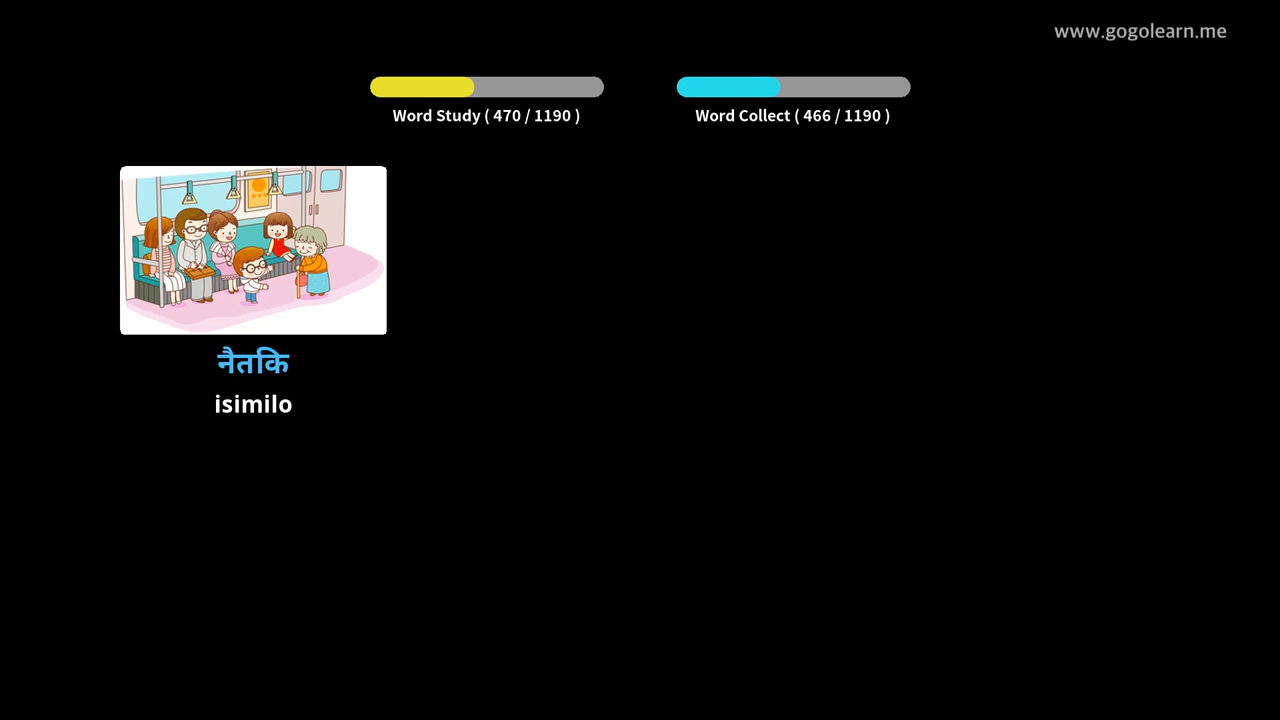 www.gogolearn.me
Word Study ( 470 / 1190 )
Word Collect ( 466 / 1190 )
नैतकि
isimilo